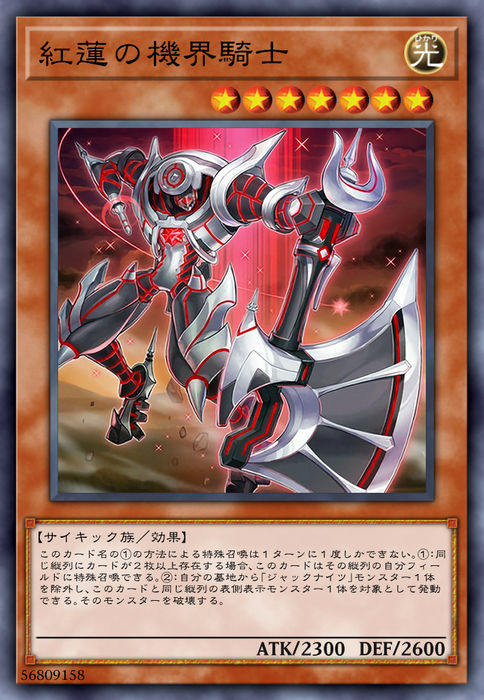 紅蓮の機界騎士
ひかり
光
【サイキック族／効果】
このカード名の①の方法による特殊召喚は１ターンに１度しかできない。①：同
じ縦列にカードが２枚以上存在する場合、このカードはその縦列の自分フィー
ルドに特殊召喚できる。②：自分の墓地から「ジャックナイツ」モンスター１体
を除外し、このカードと同じ縦列の表側表示モンスター１体を対象として発動
できる。そのモンスターを破壊する。
ATK/2300 DEF/2600
56809158